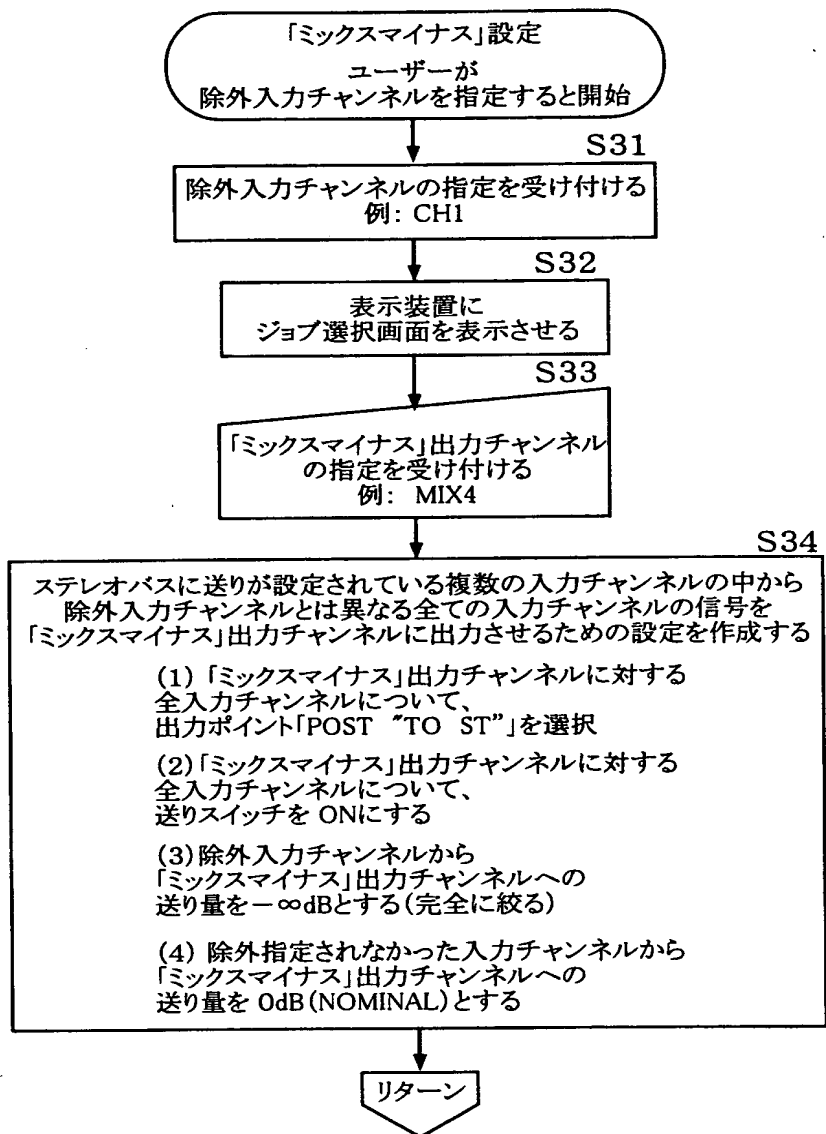 「ミックスマイナス」設定
ユーザーが
除外入力チャンネルを指定すると開始
S31
除外入力チャンネルの指定を受け付ける
例: CH1
S32
表示装置に
ジョブ選択画面を表示させる
S33
「ミックスマイナス」出力チャンネル
の指定を受け付ける
例: MIX4
S34
ステレオバスに送りが設定されている複数の入力チャンネルの中から
除外入力チャンネルとは異なる全ての入力チャンネルの信号を
「ミックスマイナス」出力チャンネルに出力させるための設定を作成する
(1) 「ミックスマイナス」出力チャンネルに対する
全入力チャンネルについて、
出力ポイント「POST "TO ST"」を選択
(2)「ミックスマイナス」出力チャンネルに対する
全入力チャンネルについて、
送りスイッチを ONにする
(3)除外入力チャンネルから
「ミックスマイナス」出力チャンネルへの
送り量を－∞dBとする(完全に絞る)
(4) 除外指定されなかった入力チャンネルから
「ミックスマイナス」出力チャンネルへの
送り量を 0dB(NOMINAL)とする
リターン